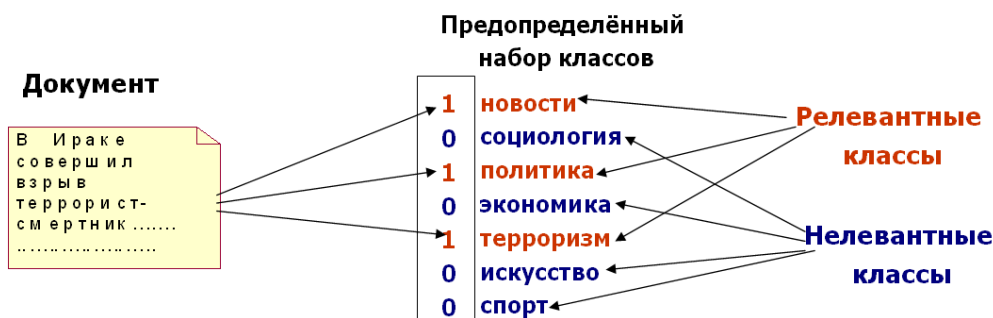 Предопределённый
набор классов
Документ
В Ираке
совершил
взрыв
террорист-
смертник.......
......................
1 новости
0 социология
1 политика
0 экономика
1 терроризм
0 искусство
0 спорт
Релевантные
классы
Нелевантные
классы